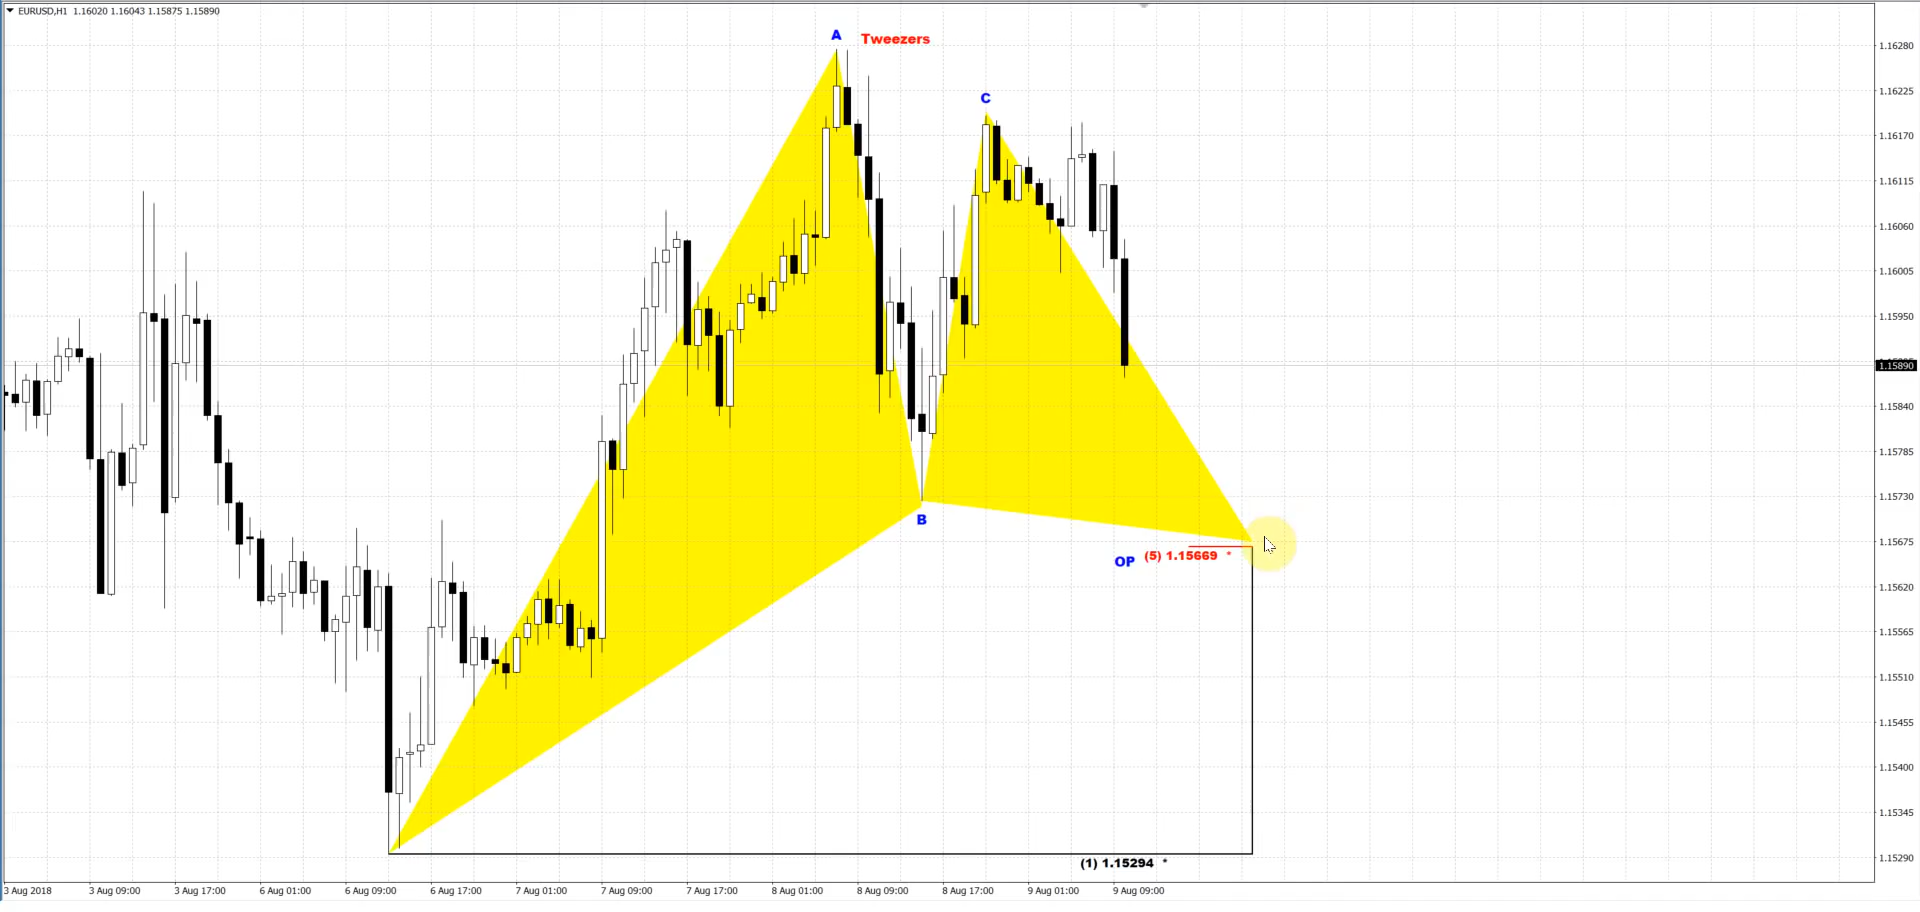 EURUSD,H1 1.16020 1.16043 1.15875 1.15890
A
Tweezers
C
B
OP
(5) 1.15669 *
(1) 1.15294 *
1.16280
1.16225
1.16170
1.16115
1.16060
1.16005
1.15950
1.15890
1.15840
1.15785
1.15730
1.15675
1.15620
1.15565
1.15510
1.15455
1.15400
1.15345
1.15290
3 Aug 2018 3 Aug 09:00 3 Aug 17:00 6 Aug 01:00 6 Aug 09:00 6 Aug 17:00 7 Aug 01:00 7 Aug 09:00 7 Aug 17:00 8 Aug 01:00 8 Aug 09:00 8 Aug 17:00 9 Aug 01:00 9 Aug 09:00